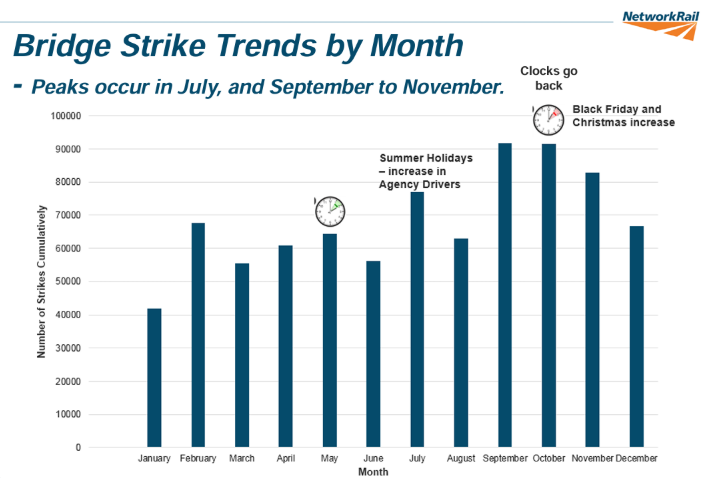 NetworkRail
Bridge Strike Trends by Month
- Peaks occur in July, and September to November.
Clocks go
back
Black Friday and
Christmas increase
Summer Holidays
– increase in
Agency Drivers
Number of Strikes Cumulatively
100000
90000
80000
70000
60000
50000
40000
30000
20000
10000
0
January February March April May June July August September October November December
Month